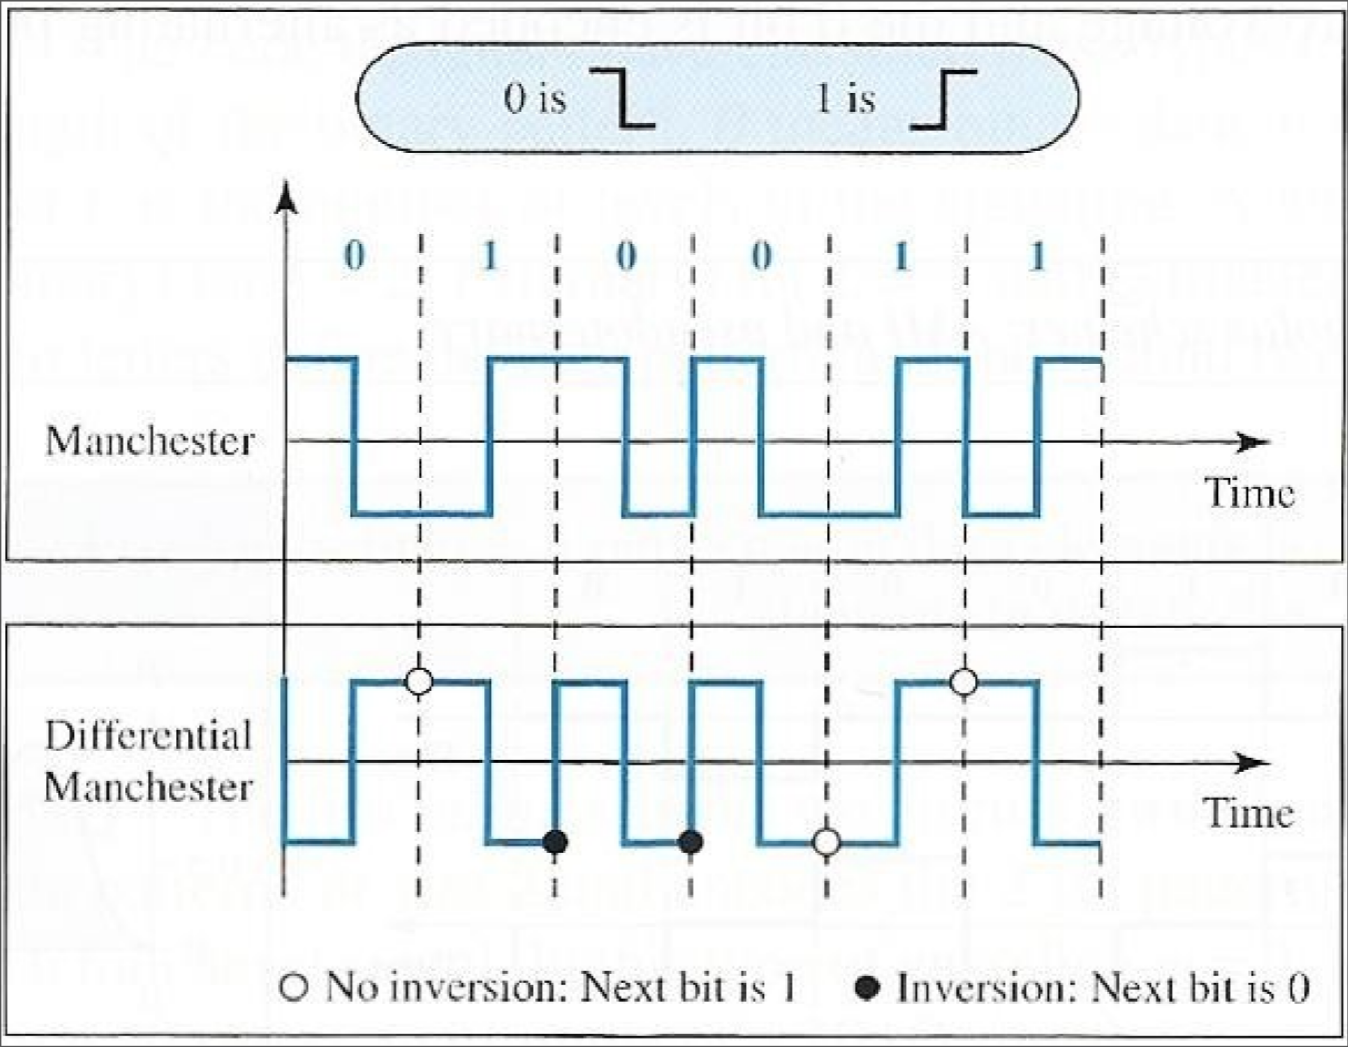 0 is 1 is
0 1 0 0 1 1
Manchester
Time
Differential
Manchester
Time
No inversion: Next bit is 1 Inversion: Next bit is 0